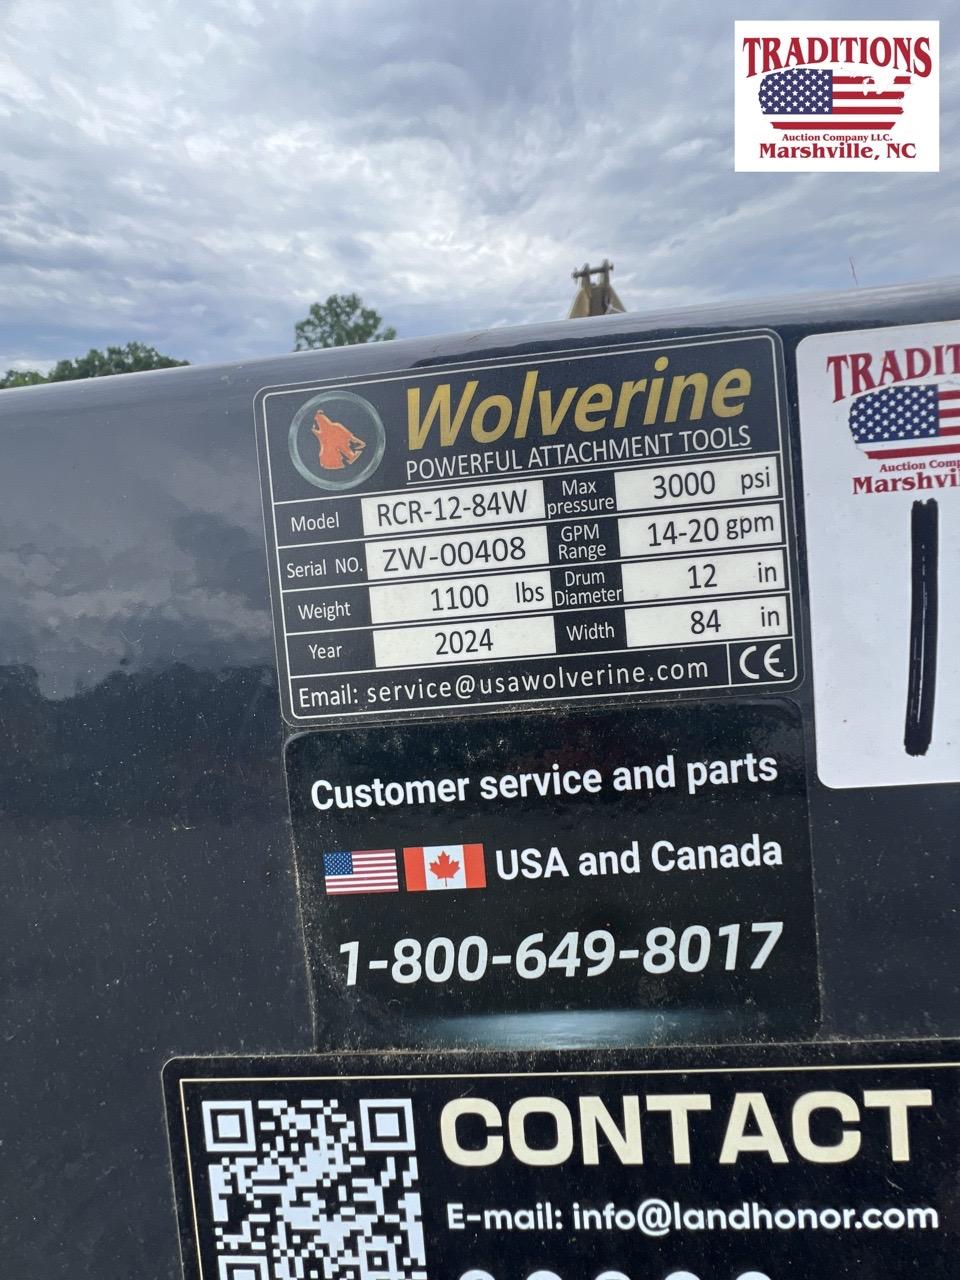 TRADITIONS
Auction Company LLC.
Marshville, NC
Wolverine
POWERFUL ATTACHMENT TOOLS
Model RCR-12-84W Max pressure 3000 psi
Serial NO. ZW-00408 GPM Range 14-20 gpm
Weight 1100 lbs Drum Diameter 12 in
Year 2024 Width 84 in
Email: service@usawolverine.com CE
TRADIT
Auction Comp
Marshvil
Customer service and parts
USA and Canada
1-800-649-8017
CONTACT
E-mail: info@landhonor.com